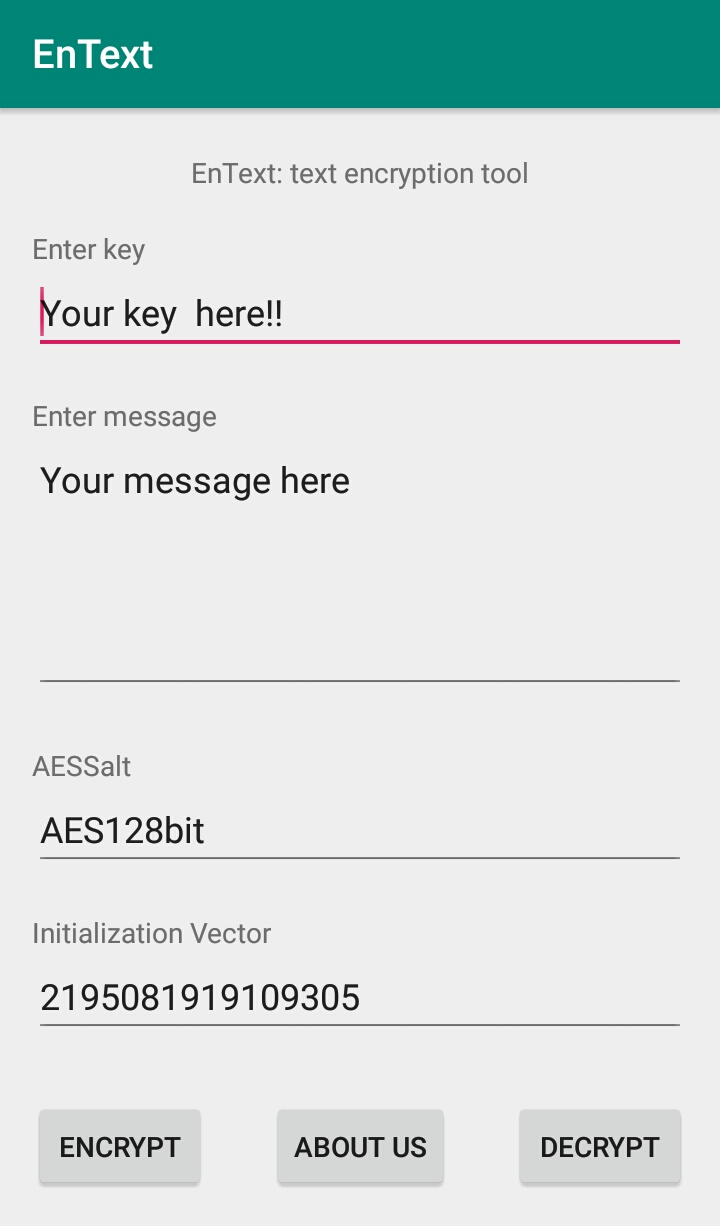 EnText
EnText: text encryption tool
Enter key
Your key  here!!
Enter message
Your message here
AESSalt
AES128bit
Initialization Vector
2195081919109305
ENCRYPT ABOUT US DECRYPT